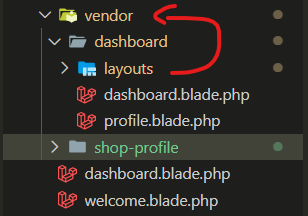 vendor
dashboard
layouts
dashboard.blade.php
profile.blade.php
shop-profile
dashboard.blade.php
welcome.blade.php